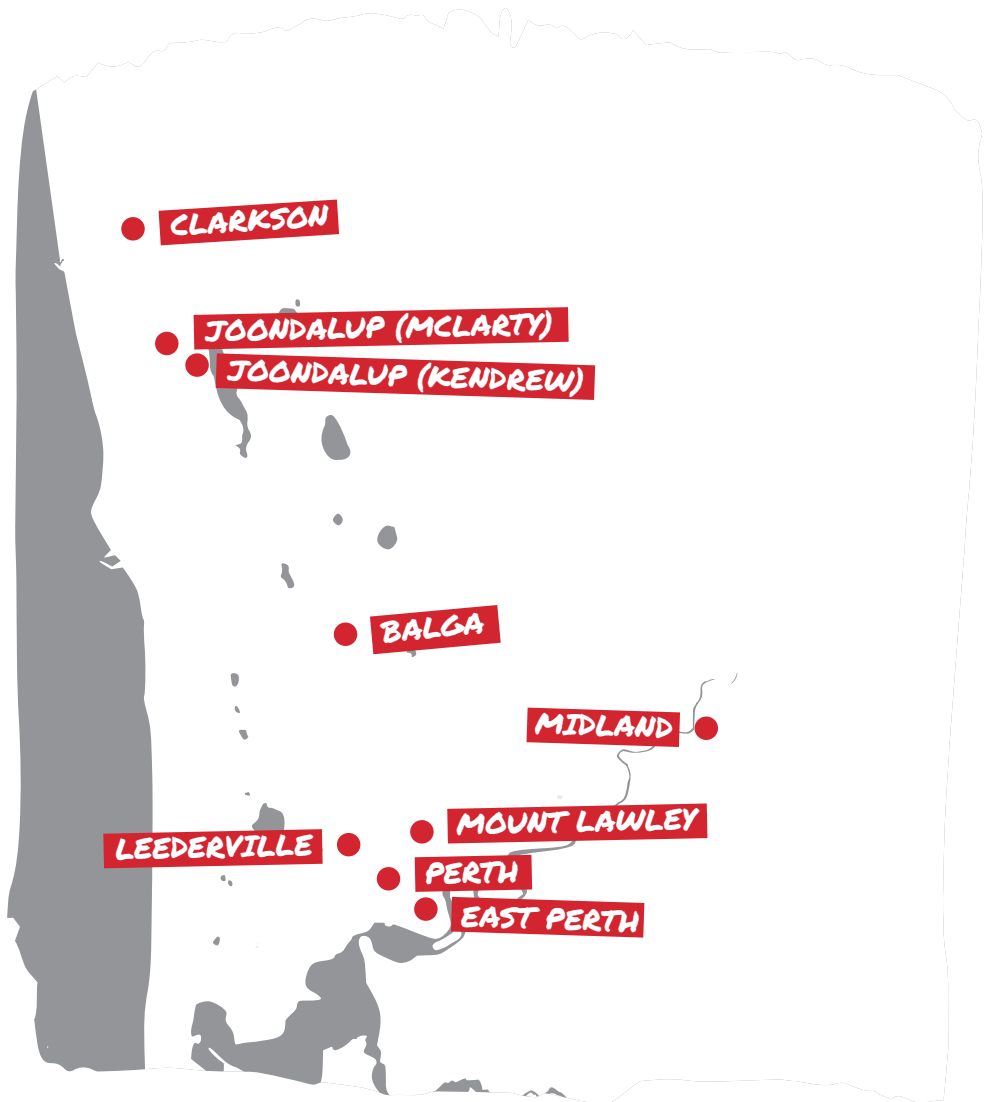 CLARKSON
JOONDALUP (MCLARTY)
JOONDALUP (KENDREW)
BALGA
MIDLAND
MOUNT LAWLEY
LEEDERVILLE
PERTH
EAST PERTH